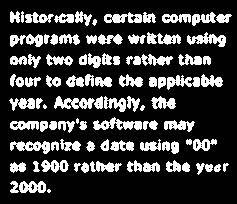 Historically, certain computer
programs were written using
only two digits rather than
four to define the applicable
year. Accordingly, the
company's software may
recognize a date using "00"
as 1900 rather than the year
2000.